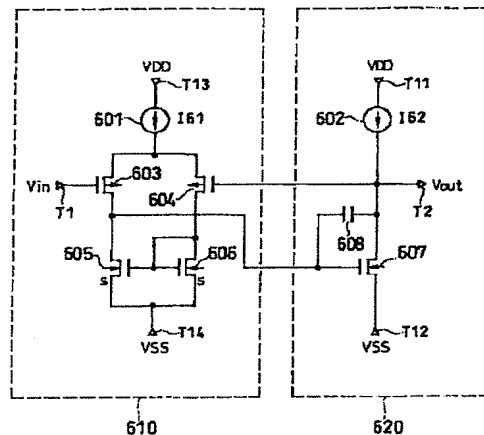 VDD
T13
601
I61
603
604
Vin
T1
605
606
S
S
T14
VSS
610
VDD
T11
602
I62
Vout
T2
608
607
T12
VSS
620